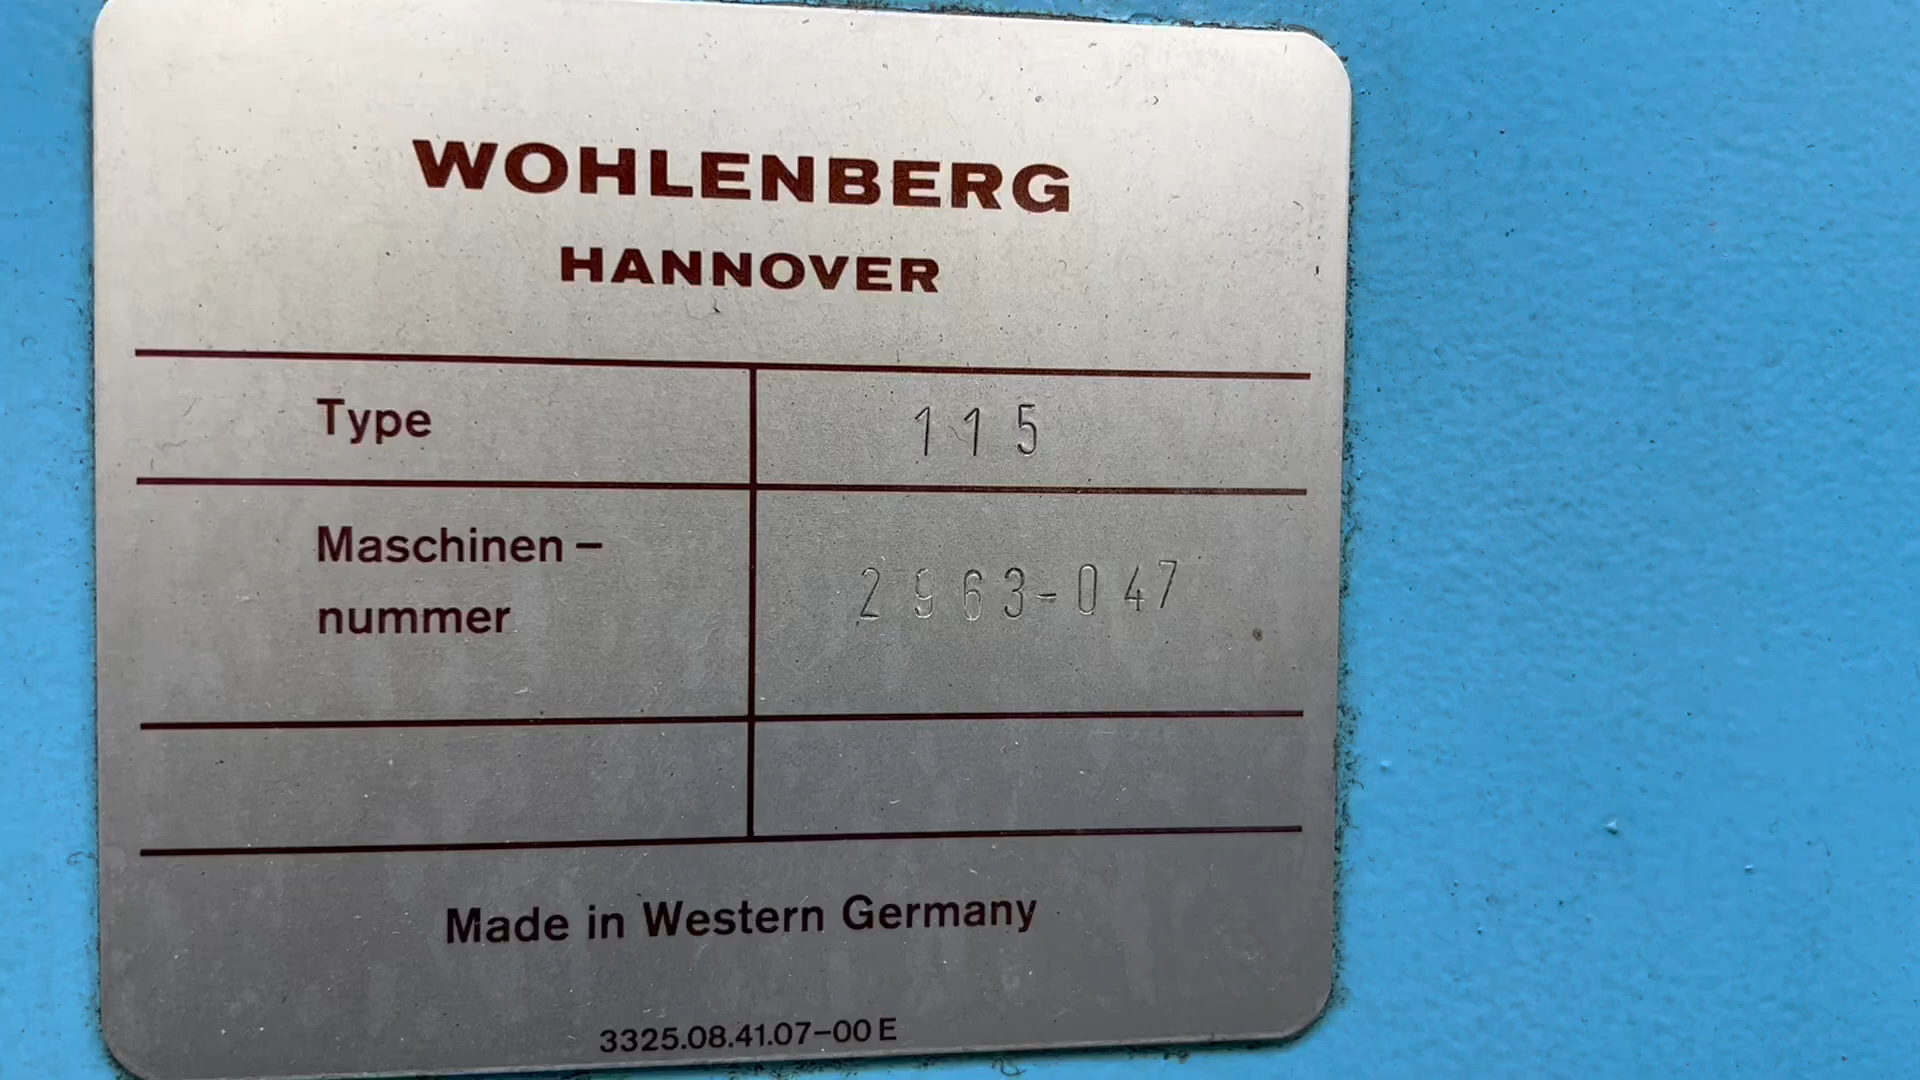 WOHLENBERG
HANNOVER
Type 115
Maschinen–
nummer 2963-047
Made in Western Germany
3325.08.41.07–00 E